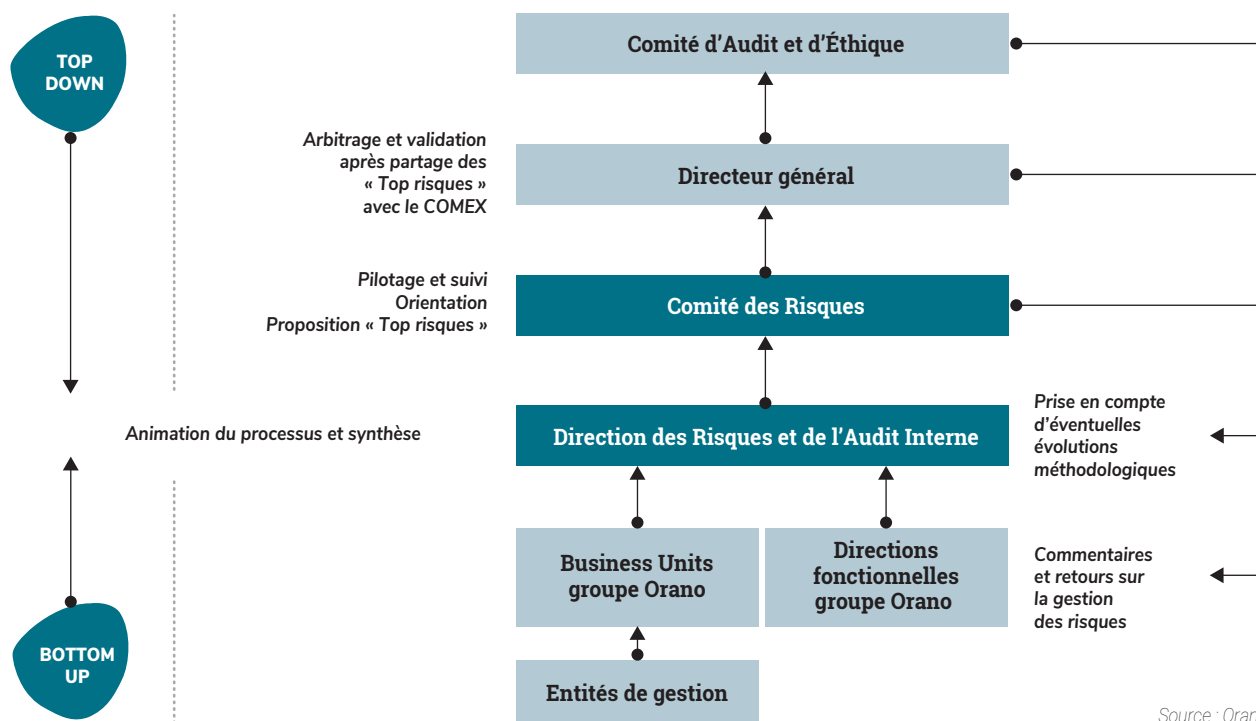 TOP
DOWN
Comité d'Audit et d'Éthique
Arbitrage et validation
après partage des
« Top risques »
avec le COMEX
Directeur général
Pilotage et suivi
Orientation
Proposition « Top risques »
Comité des Risques
Animation du processus et synthèse
Direction des Risques et de l'Audit Interne
Prise en compte
d'éventuelles
évolutions
méthodologiques
Business Units
groupe Orano
Directions
fonctionnelles
groupe Orano
Commentaires
et retours sur
la gestion
des risques
BOTTOM
UP
Entités de gestion
Source :